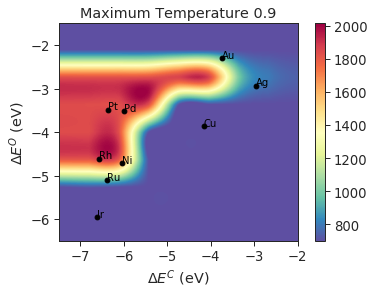 Maximum Temperature 0.9
−2
−3
−4
−5
−6
ΔE^O (eV)
Au
Ag
Pt
Pd
Cu
Rh
Ni
Ru
Ir
−7
−6
−5
−4
−3
−2
ΔE^C (eV)
2000
1800
1600
1400
1200
1000
800